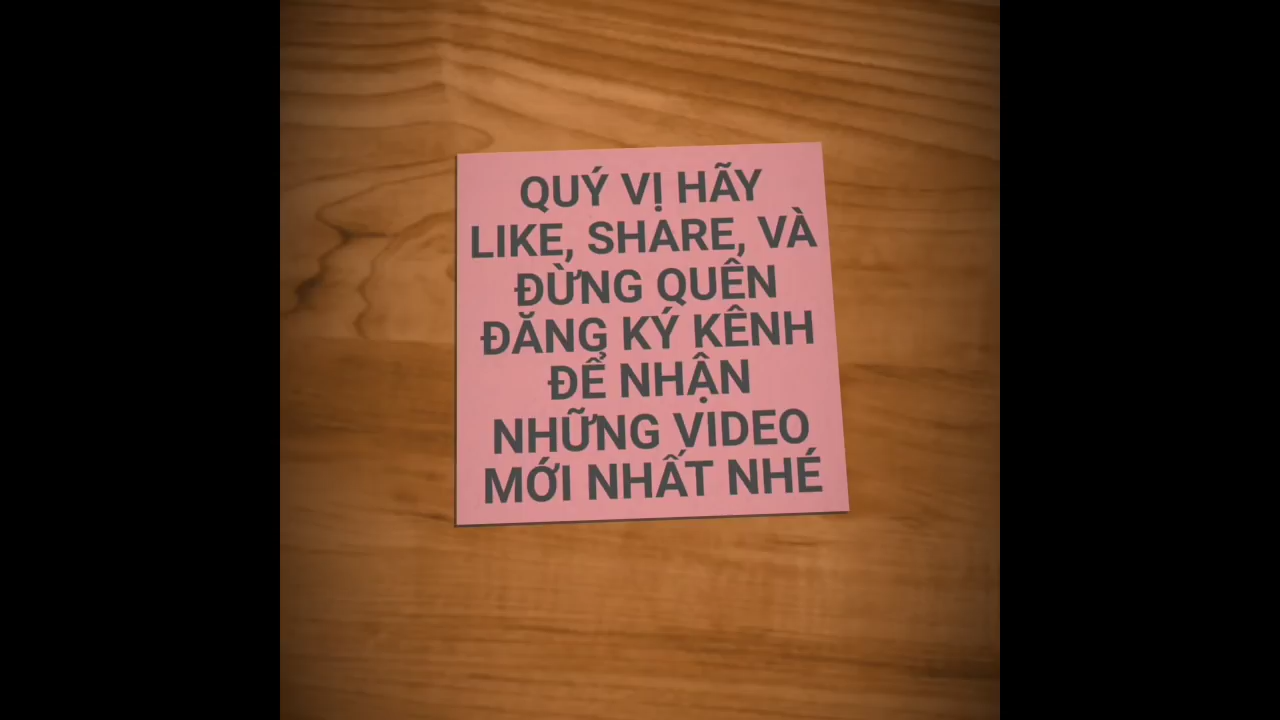 QUÝ VỊ HÃY
LIKE, SHARE, VÀ
ĐỪNG QUÊN
ĐĂNG KÝ KÊNH
ĐỂ NHẬN
NHỮNG VIDEO
MỚI NHẤT NHÉ